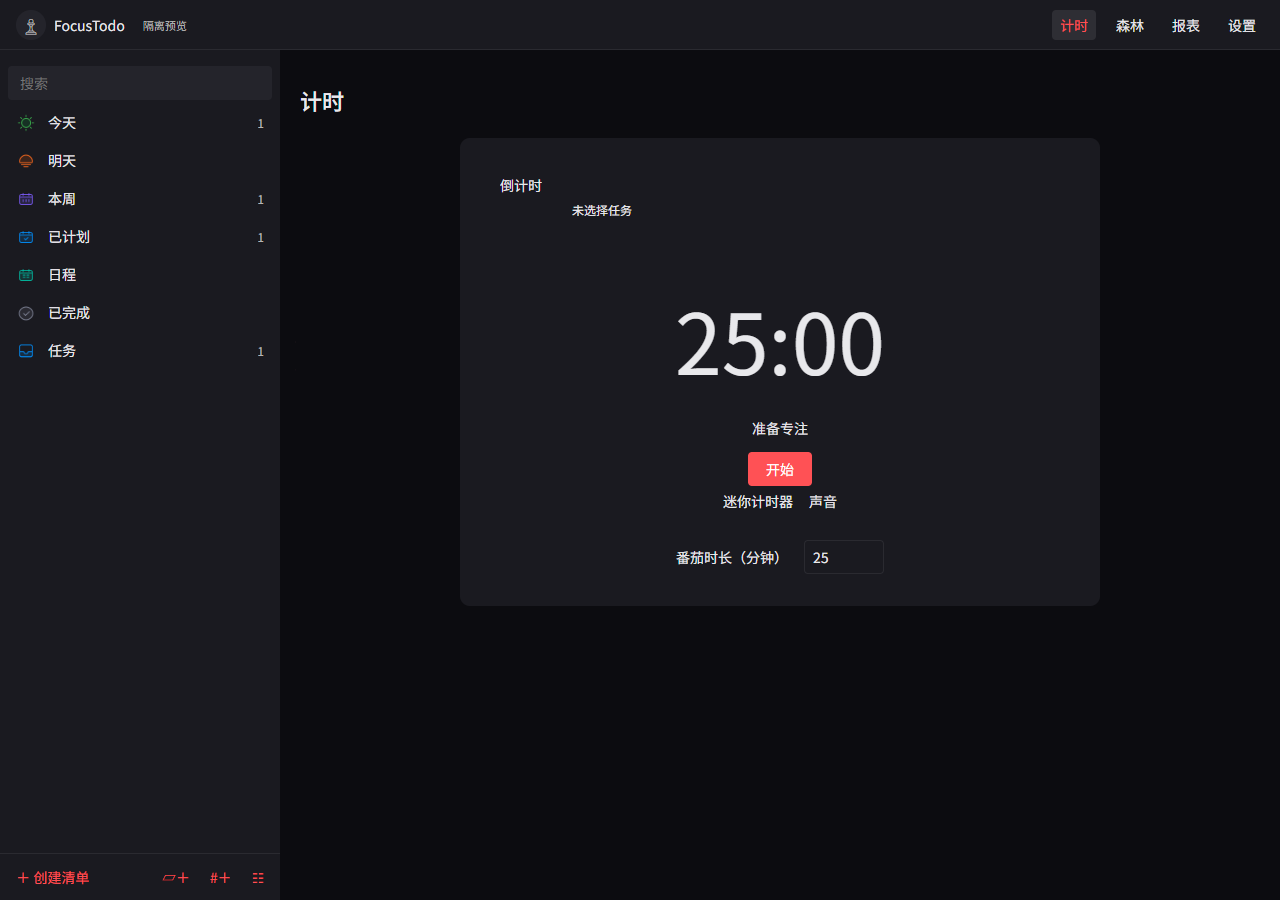 FocusTodo 隔离预览 计时 森林 报表 设置
搜索
今天 1
明天
本周 1
已计划 1
日程
已完成
任务 1
计时
倒计时
未选择任务
25:00
准备专注
开始
迷你计时器 声音
番茄时长（分钟） 25
+ 创建清单 ▱+ #+ ☷